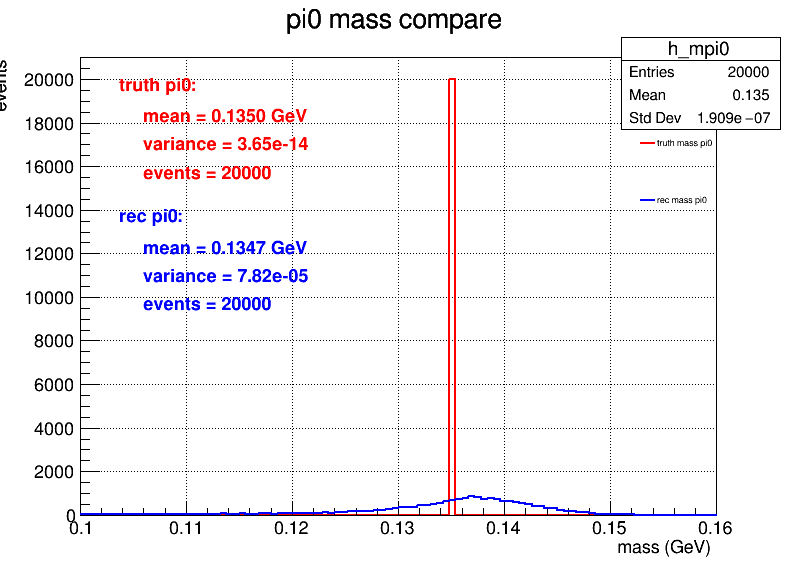 pi0 mass compare
h_mpi0
Entries 20000
Mean 0.135
Std Dev 1.909e−07
events
truth pi0:
mean = 0.1350 GeV
variance = 3.65e-14
events = 20000
rec pi0:
mean = 0.1347 GeV
variance = 7.82e-05
events = 20000
truth mass pi0
rec mass pi0
20000
18000
16000
14000
12000
10000
8000
6000
4000
2000
0
0.1 0.11 0.12 0.13 0.14 0.15 0.16
mass (GeV)